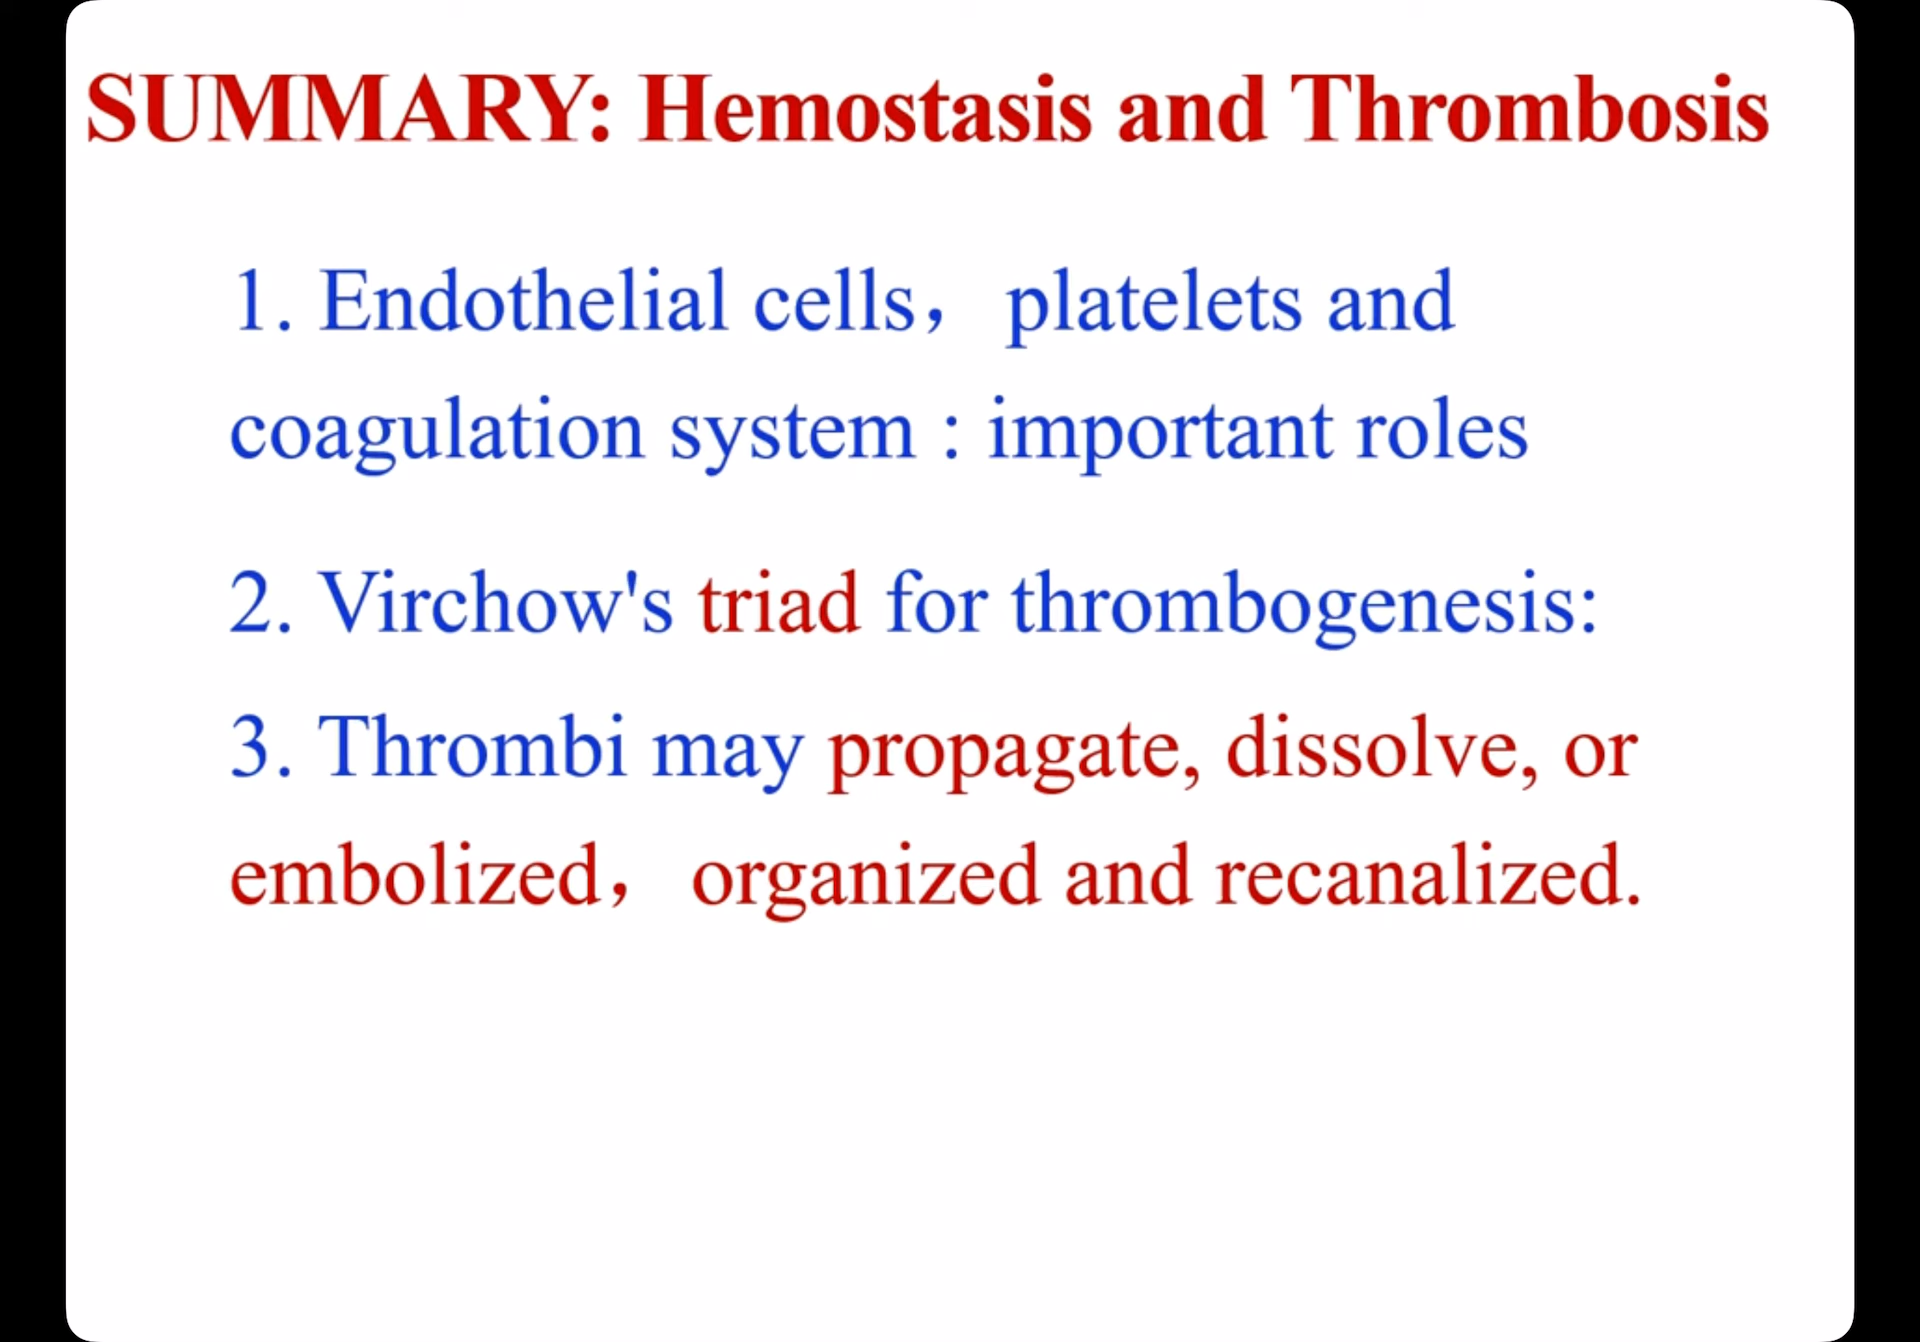 SUMMARY: Hemostasis and Thrombosis
1. Endothelial cells， platelets and
coagulation system : important roles
2. Virchow's triad for thrombogenesis:
3. Thrombi may propagate, dissolve, or
embolized， organized and recanalized.